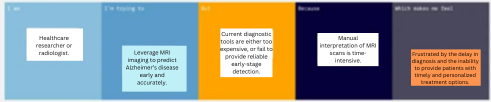 I am
I'm trying to
But
Because
Which makes me feel
Healthcare
researcher or
radiologist.
Leverage MRI
imaging to predict
Alzheimer's disease
early and
accurately.
Current diagnostic
tools are either too
expensive, or fail to
provide reliable
early-stage
detection.
Manual
interpretation of MRI
scans is time-
intensive.
Frustrated by the delay in
diagnosis and the inability
to provide patients with
timely and personalized
treatment options.